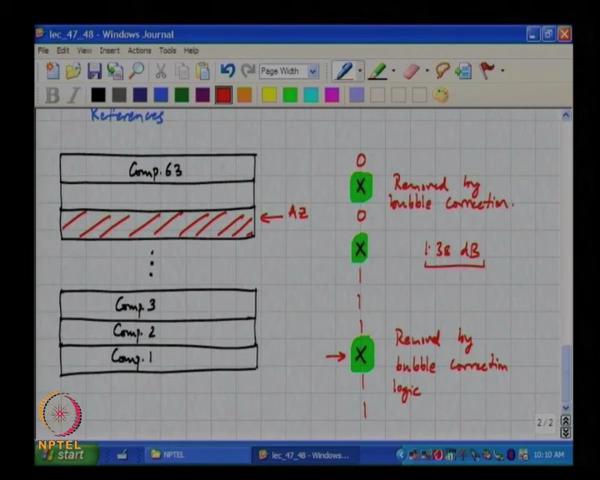 lec_47_48 - Windows Journal
File Edit View Insert Actions Tools Help
Page Width
B I
References
Comp. 63
AZ
Comp. 3
Comp. 2
Comp. 1
0
X
0
X
1
1
1
X
1
1
Removed by
bubble correction.
1.38 dB
Removed by
bubble correction
logic
2/2
NPTEL
start
NPTEL
lec_47_48 - Windows...
10:10 AM